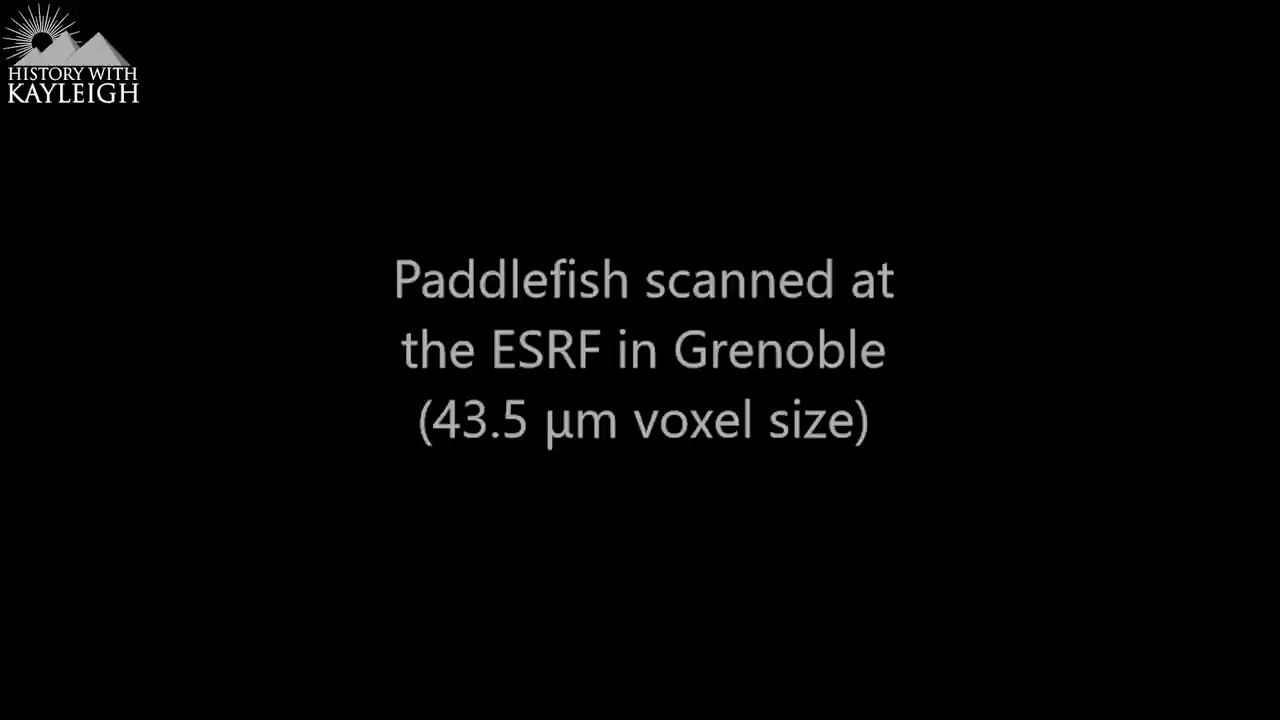 HISTORY WITH
KAYLEIGH
Paddlefish scanned at
the ESRF in Grenoble
(43.5 µm voxel size)